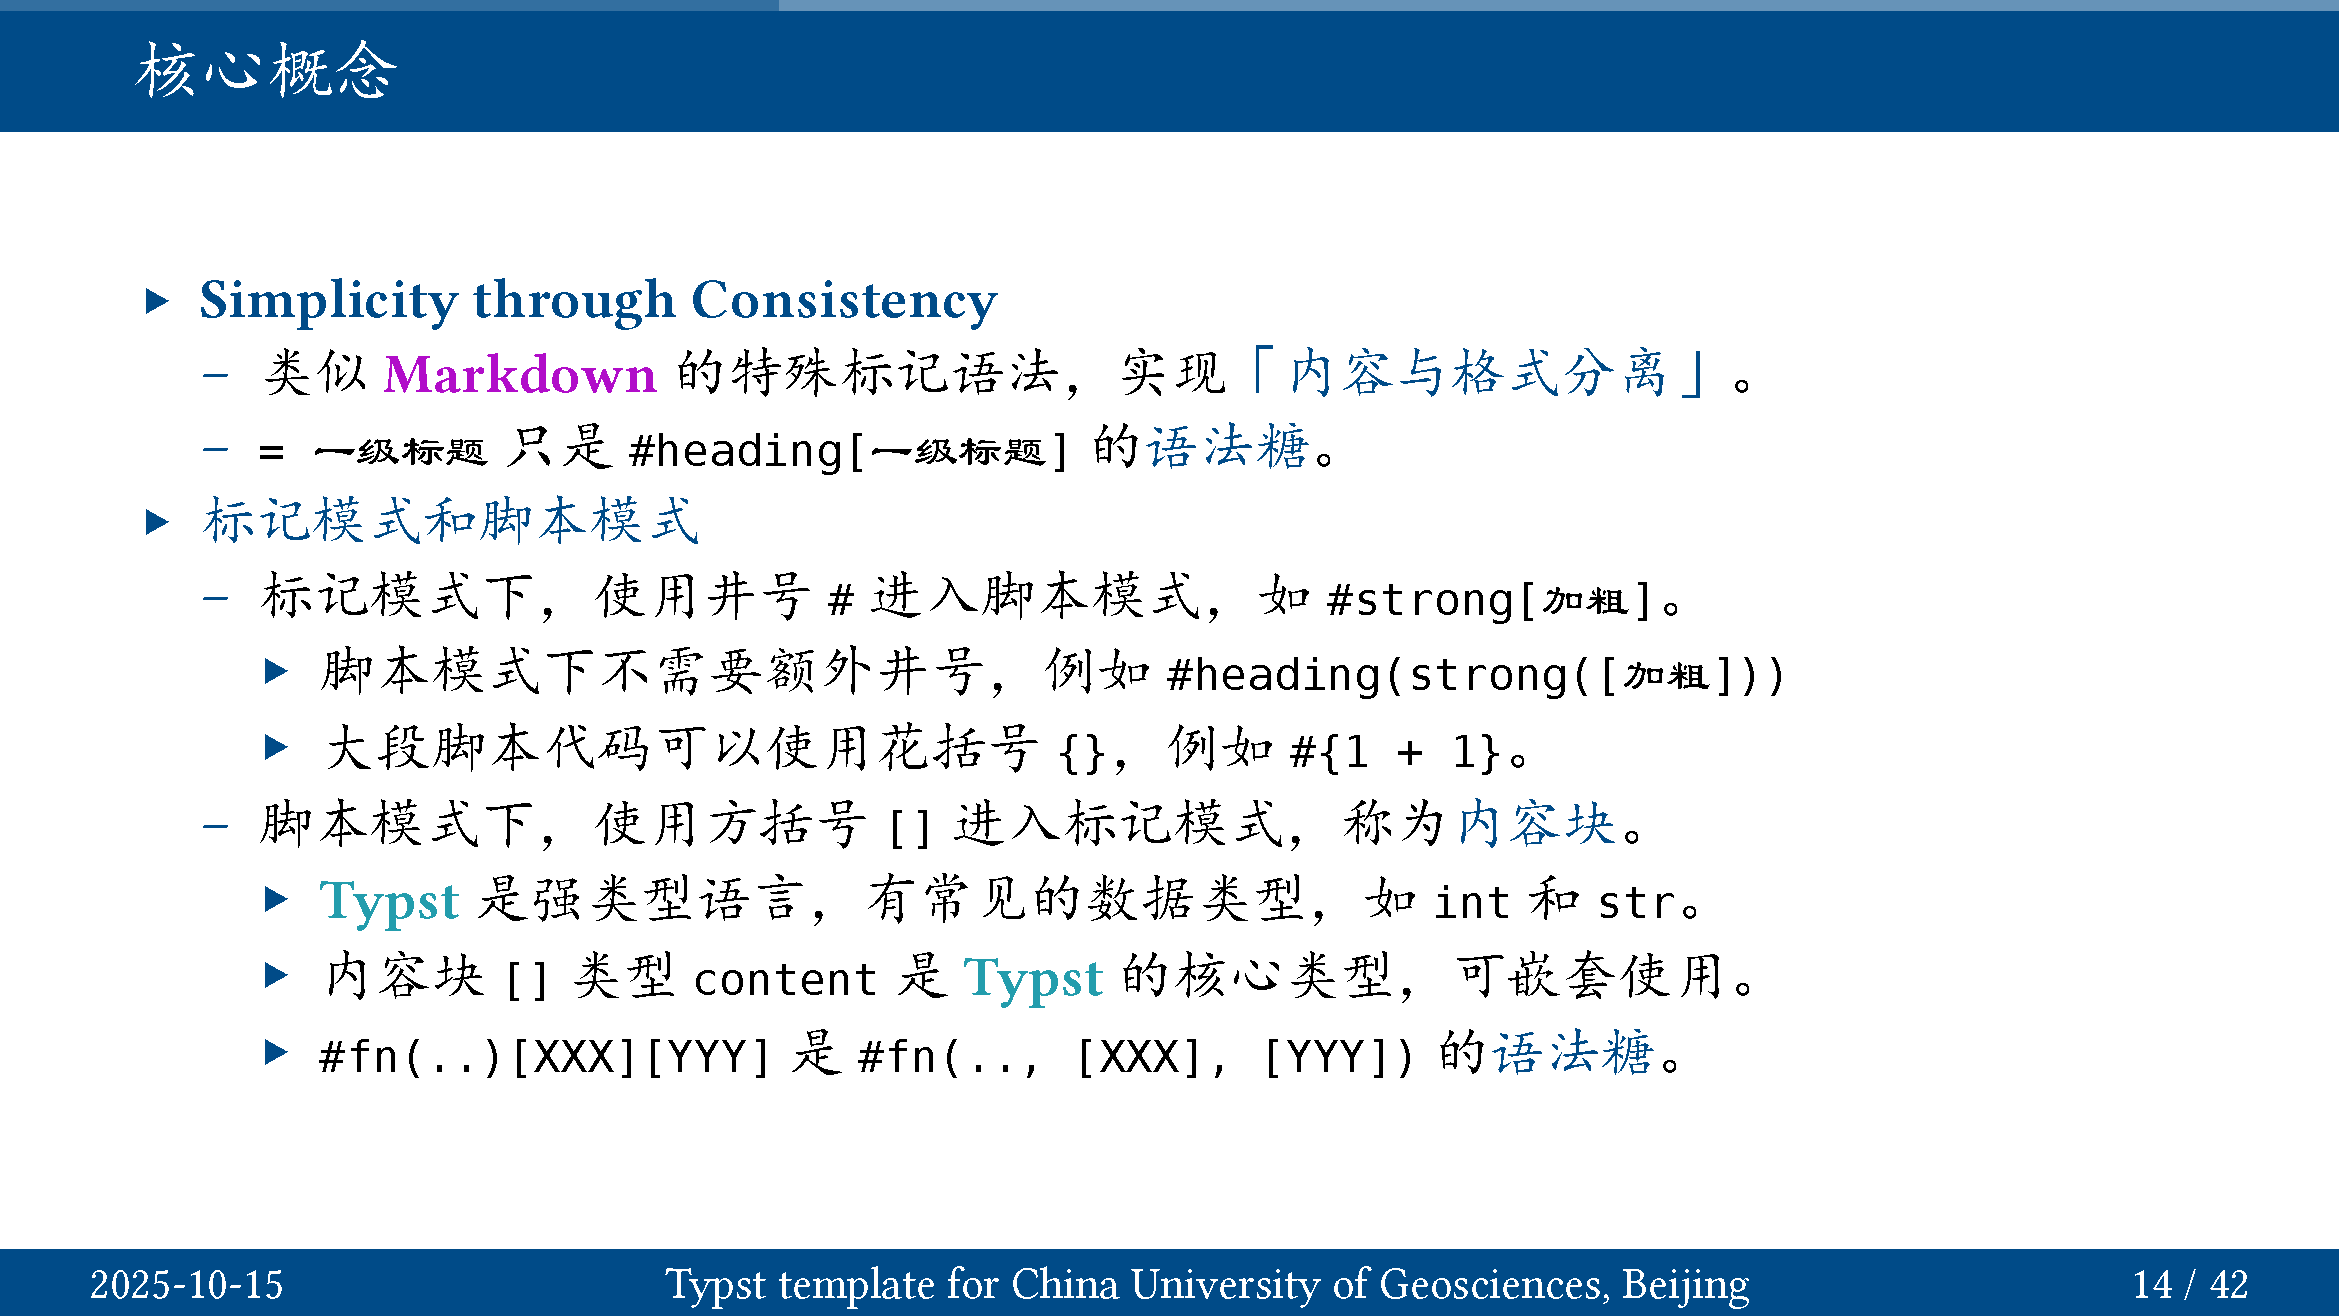 核心概念
▶ Simplicity through Consistency
– 类似 Markdown 的特殊标记语法，实现「内容与格式分离」。
– = 一级标题 只是 #heading[一级标题] 的语法糖。
▶ 标记模式和脚本模式
– 标记模式下，使用井号 # 进入脚本模式，如 #strong[加粗]。
▶ 脚本模式下不需要额外井号，例如 #heading(strong([加粗]))
▶ 大段脚本代码可以使用花括号 {}，例如 #{1 + 1}。
– 脚本模式下，使用方括号 [] 进入标记模式，称为内容块。
▶ Typst 是强类型语言，有常见的数据类型，如 int 和 str。
▶ 内容块 [] 类型 content 是 Typst 的核心类型，可嵌套使用。
▶ #fn(..)[XXX][YYY] 是 #fn(.., [XXX], [YYY]) 的语法糖。
2025-10-15 Typst template for China University of Geosciences, Beijing 14 / 42